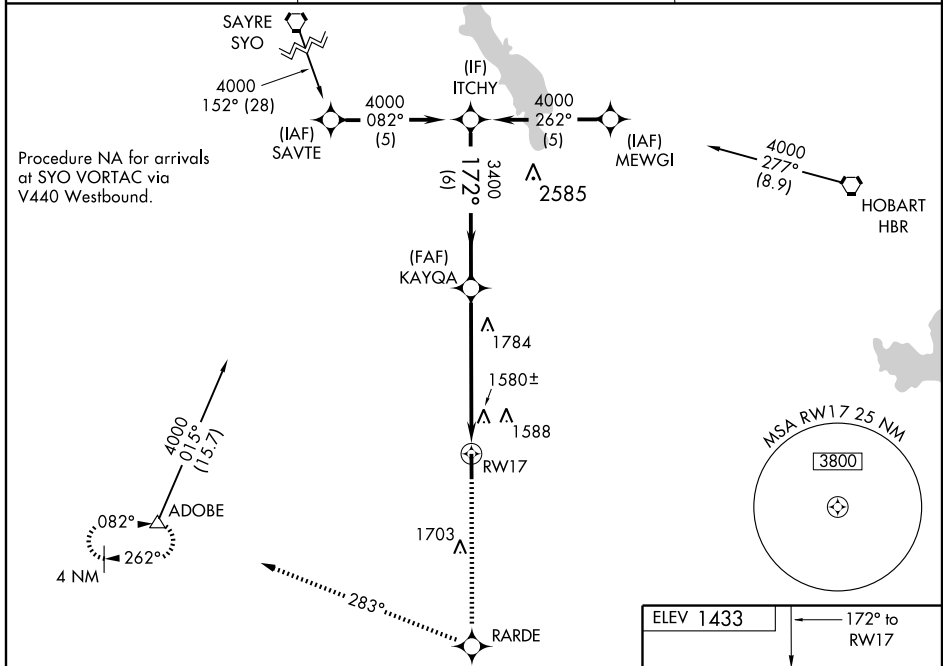 SAYRE
SYO
4000
152° (28)
(IAF)
SAVTE
4000
082°
(5)
(IF)
ITCHY
4000
262°
(5)
(IAF)
MEWGI
4000
277°
(8.9)
HOBART
HBR
Procedure NA for arrivals
at SYO VORTAC via
V440 Westbound.
3400
172°
(6)
2585
(FAF)
KAYQA
1784
1580±
1588
RW17
MSA RW17 25 NM
3800
4000
015°
(15.7)
ADOBE
082°
262°
4 NM
1703
283°
RARDE
ELEV 1433
172° to
RW17